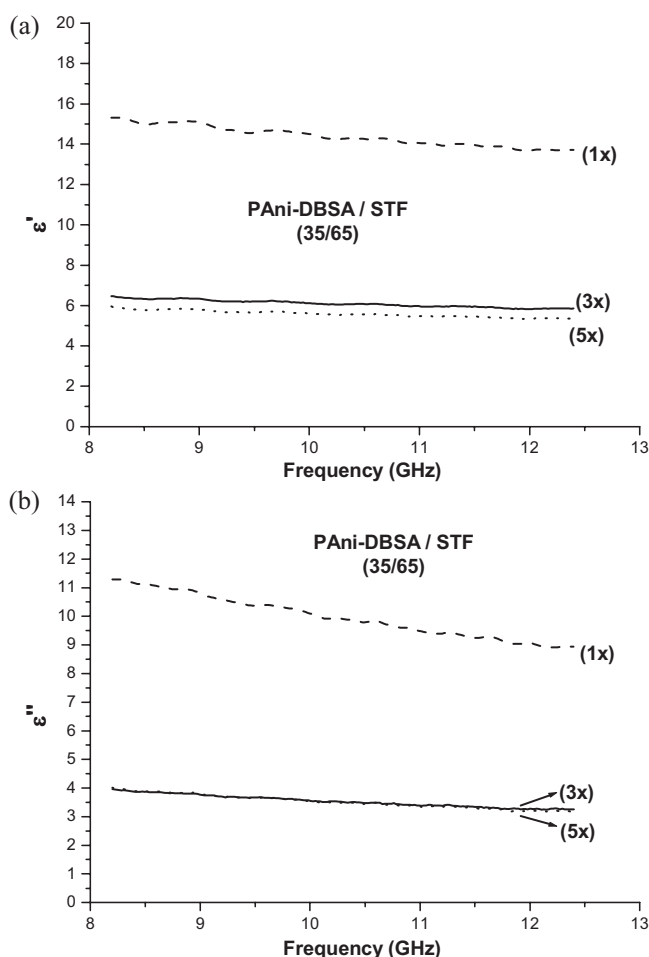 (a)
20
18
16
14
12
10
8
6
4
2
0
ε'
(1x)
PAni-DBSA / STF
(35/65)
(3x)
(5x)
8 9 10 11 12 13
Frequency (GHz)
(b)
14
13
12
11
10
9
8
7
6
5
4
3
2
1
0
ε"
PAni-DBSA / STF
(35/65)
(1x)
(3x)
(5x)
8 9 10 11 12 13
Frequency (GHz)